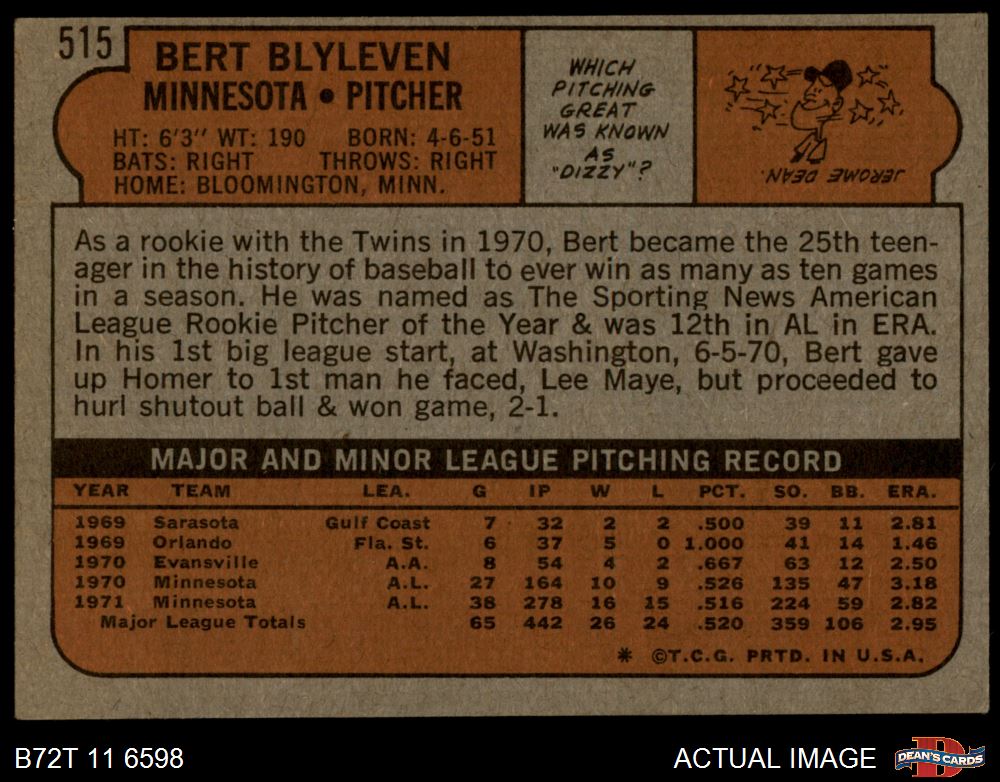 515
BERT BLYLEVEN
MINNESOTA • PITCHER
HT: 6'3" WT: 190 BORN: 4-6-51
BATS: RIGHT THROWS: RIGHT
HOME: BLOOMINGTON, MINN.
WHICH
PITCHING
GREAT
WAS KNOWN
AS
"DIZZY"?
JEROME DEAN.
As a rookie with the Twins in 1970, Bert became the 25th teen-
ager in the history of baseball to ever win as many as ten games
in a season. He was named as The Sporting News American
League Rookie Pitcher of the Year & was 12th in AL in ERA.
In his 1st big league start, at Washington, 6-5-70, Bert gave
up Homer to 1st man he faced, Lee Maye, but proceeded to
hurl shutout ball & won game, 2-1.
MAJOR AND MINOR LEAGUE PITCHING RECORD
YEAR TEAM LEA. G IP W L PCT. SO. BB. ERA.
1969 Sarasota Gulf Coast 7 32 2 2 .500 39 11 2.81
1969 Orlando Fla. St. 6 37 5 0 1.000 41 14 1.46
1970 Evansville A.A. 8 54 4 2 .667 63 12 2.50
1970 Minnesota A.L. 27 164 10 9 .526 135 47 3.18
1971 Minnesota A.L. 38 278 16 15 .516 224 59 2.82
Major League Totals 65 442 26 24 .520 359 106 2.95
* ©T.C.G. PRTD. IN U.S.A.
B72T 11 6598
ACTUAL IMAGE
D
DEAN'S CARDS